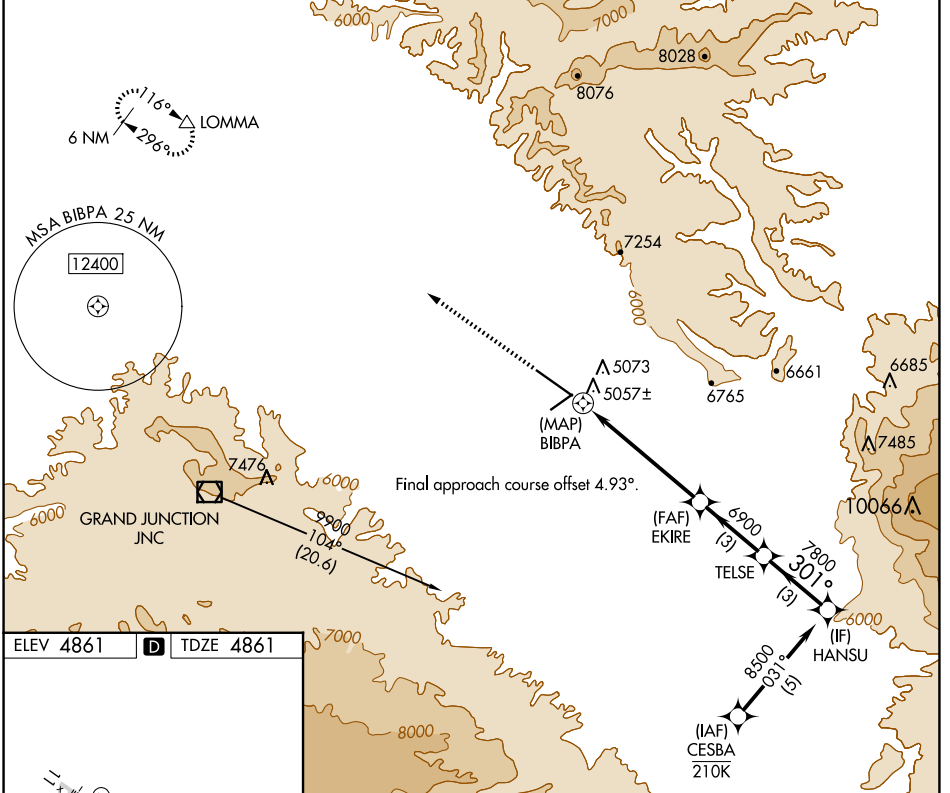 6000
7000
8028
8076
116°
LOMMA
6 NM
296°
MSA BIBPA 25 NM
12400
7254
6000
5073
5057±
6661
6765
6685
(MAP)
BIBPA
7485
7476
6000
Final approach course offset 4.93°.
10066
6000
GRAND JUNCTION
JNC
9900
104°
(20.6)
(FAF)
EKIRE
6900
(3)
TELSE
7800
301°
(3)
6000
(IF)
HANSU
ELEV 4861
D
TDZE 4861
7000
8500
031°
(5)
8000
(IAF)
CESBA
210K
11